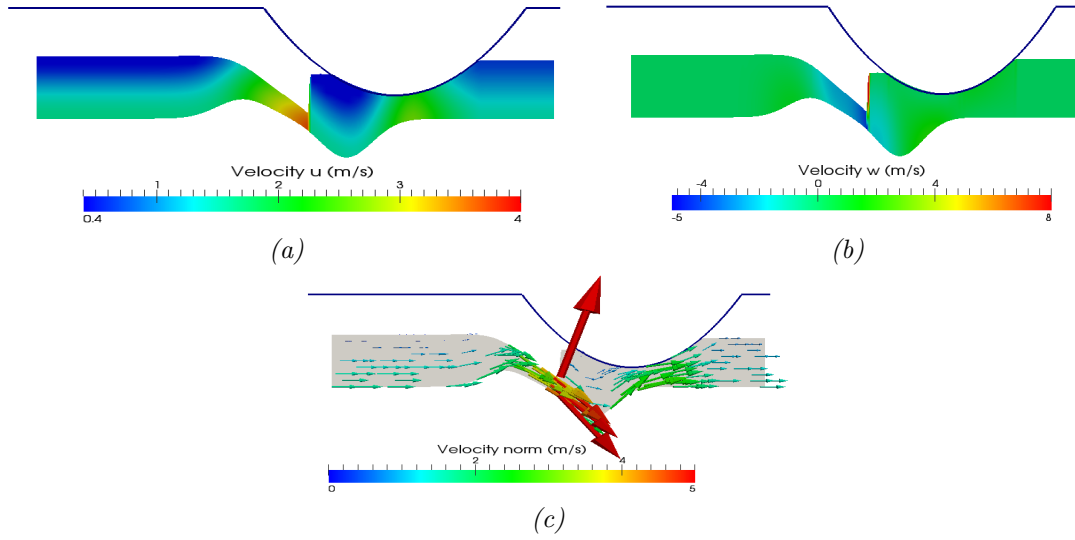 Velocity u (m/s)
1 2 3
0.4 4
(a)
Velocity w (m/s)
-4 0 4
-5 8
(b)
Velocity norm (m/s)
2 4
0 5
(c)